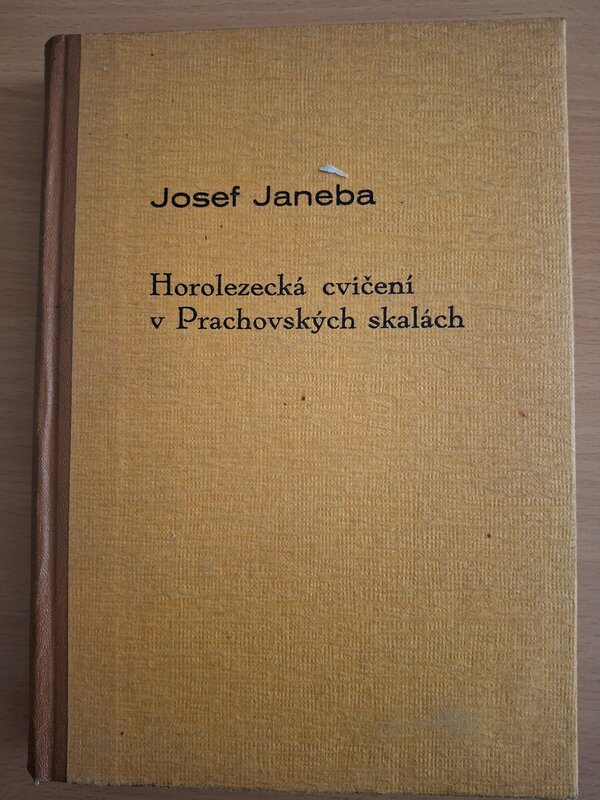 Josef Janeba
Horolezecká cvičení
v Prachovských skalách